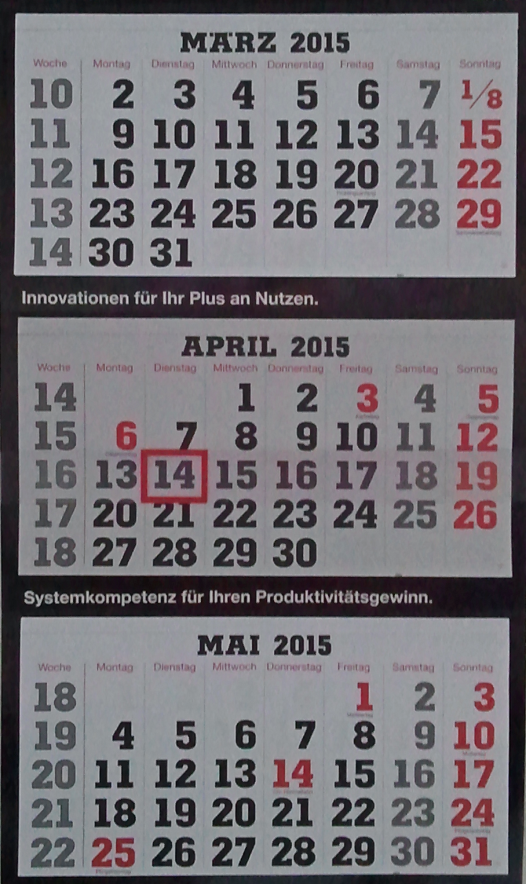 MÄRZ 2015
Woche Montag Dienstag Mittwoch Donnerstag Freitag Samstag Sonntag
10 2 3 4 5 6 7 1/8
11 9 10 11 12 13 14 15
12 16 17 18 19 20 21 22
13 23 24 25 26 27 28 29
14 30 31
Innovationen für Ihr Plus an Nutzen.
APRIL 2015
Woche Montag Dienstag Mittwoch Donnerstag Freitag Samstag Sonntag
14 1 2 3 4 5
15 6 7 8 9 10 11 12
16 13 14 15 16 17 18 19
17 20 21 22 23 24 25 26
18 27 28 29 30
Systemkompetenz für Ihren Produktivitätsgewinn.
MAI 2015
Woche Montag Dienstag Mittwoch Donnerstag Freitag Samstag Sonntag
18 1 2 3
19 4 5 6 7 8 9 10
20 11 12 13 14 15 16 17
21 18 19 20 21 22 23 24
22 25 26 27 28 29 30 31